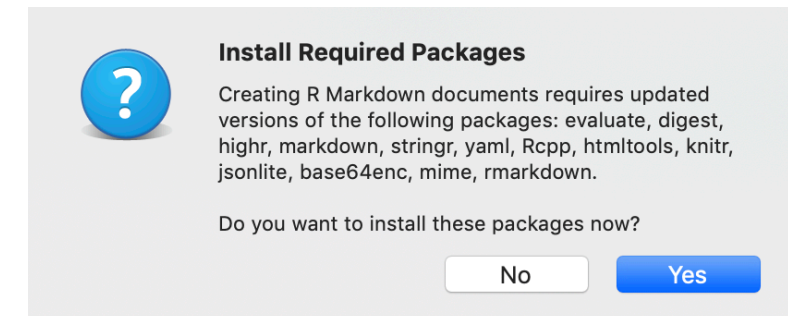 Install Required Packages
Creating R Markdown documents requires updated
versions of the following packages: evaluate, digest,
highr, markdown, stringr, yaml, Rcpp, htmltools, knitr,
jsonlite, base64enc, mime, rmarkdown.
Do you want to install these packages now?
No
Yes